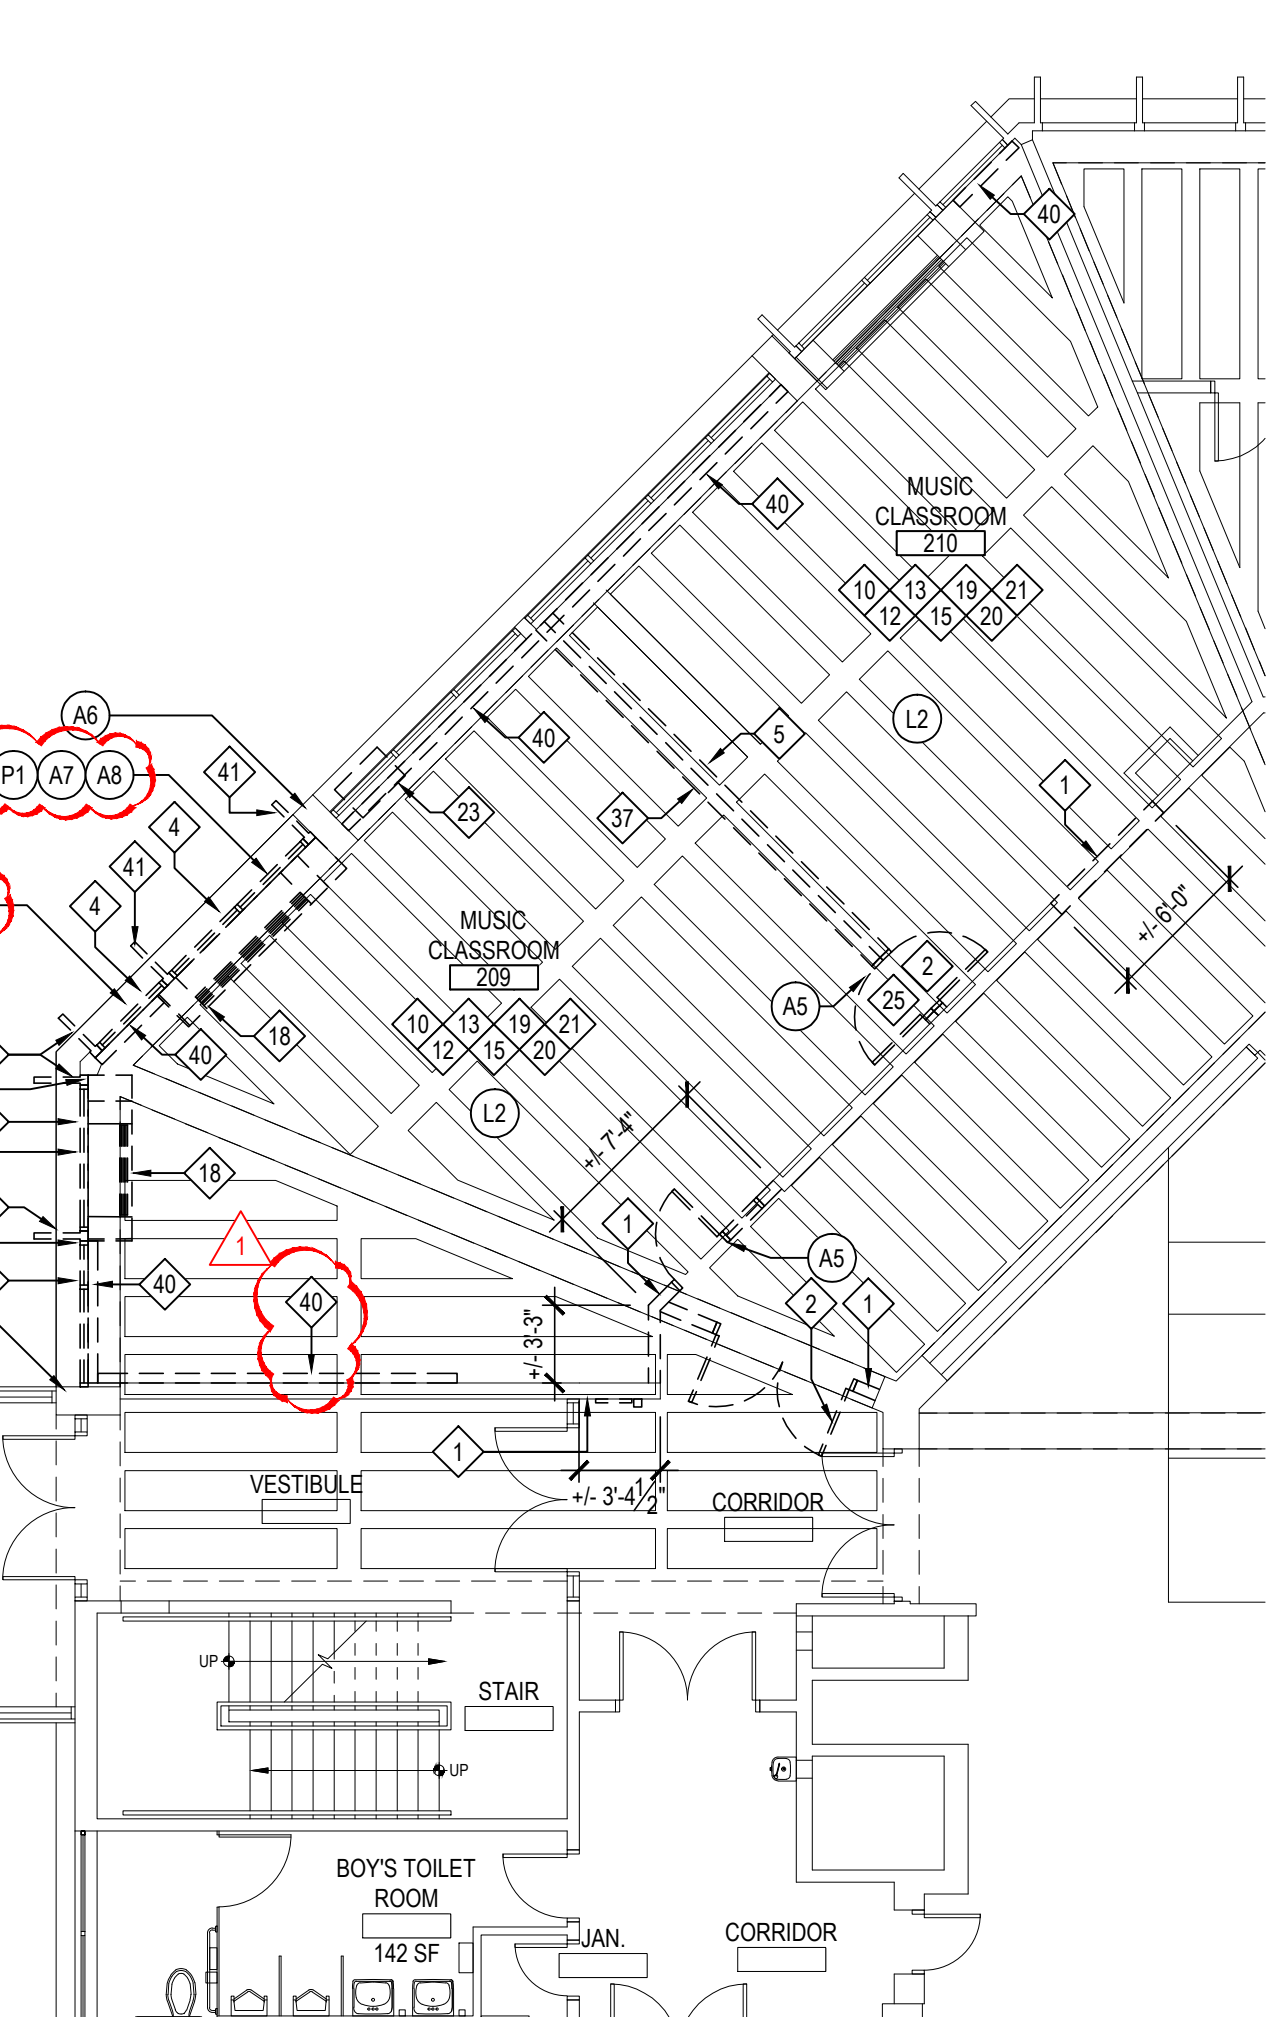 40
MUSIC
CLASSROOM
210
40
10 13 19 21
12 15 20
A6
L2
P1 A7 A8
41
40
5
1
4
23
37
41
4
+/- 6'-0"
MUSIC
CLASSROOM
209
2
25
A5
10 13 19 21
12 15 20
18
40
L2
+/- 7'-4"
18
1
1
A5
40
40
2
1
+/- 3'-3"
1
VESTIBULE
+/- 3'-4 1/2"
CORRIDOR
UP
STAIR
UP
BOY'S TOILET
ROOM
142 SF
JAN.
CORRIDOR